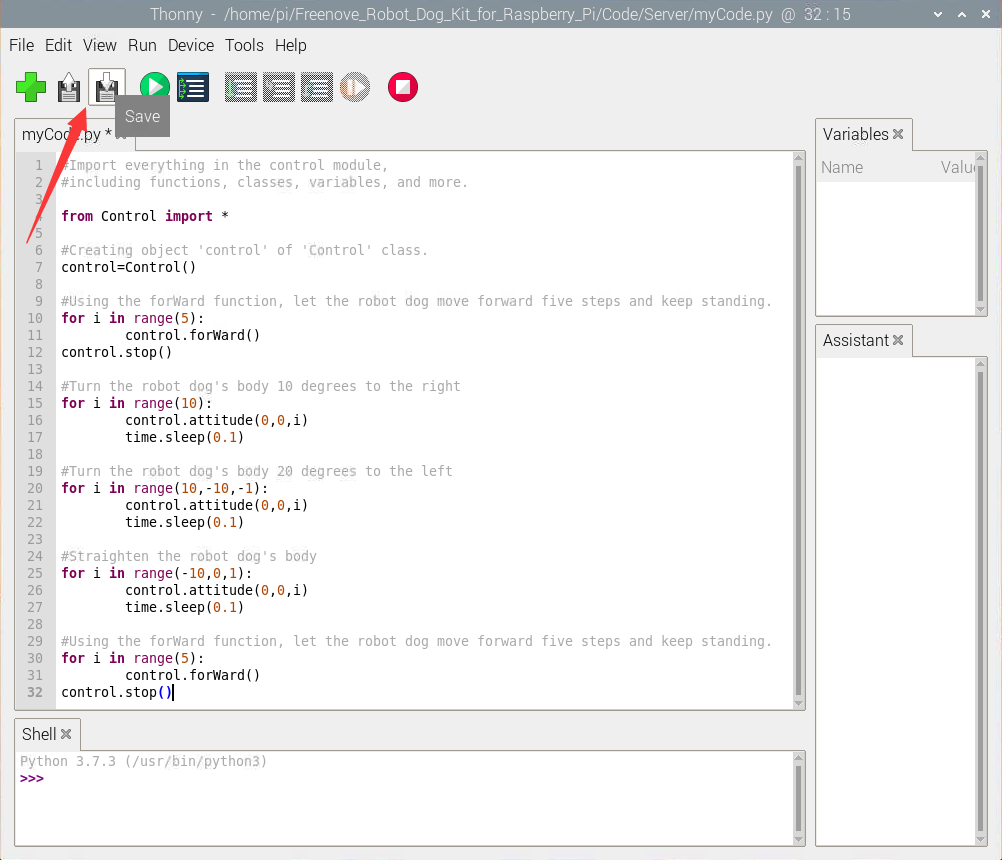 Thonny - /home/pi/Freenove_Robot_Dog_Kit_for_Raspberry_Pi/Code/Server/myCode.py @ 32 : 15
File Edit View Run Device Tools Help
Save
myCode.py *
1 #Import everything in the control module,
2 #including functions, classes, variables, and more.
3
4 from Control import *
5
6 #Creating object 'control' of 'Control' class.
7 control=Control()
8
9 #Using the forWard function, let the robot dog move forward five steps and keep standing.
10 for i in range(5):
11         control.forWard()
12 control.stop()
13
14 #Turn the robot dog's body 10 degrees to the right
15 for i in range(10):
16         control.attitude(0,0,i)
17         time.sleep(0.1)
18
19 #Turn the robot dog's body 20 degrees to the left
20 for i in range(10,-10,-1):
21         control.attitude(0,0,i)
22         time.sleep(0.1)
23
24 #Straighten the robot dog's body
25 for i in range(-10,0,1):
26         control.attitude(0,0,i)
27         time.sleep(0.1)
28
29 #Using the forWard function, let the robot dog move forward five steps and keep standing.
30 for i in range(5):
31         control.forWard()
32 control.stop()
Shell
Python 3.7.3 (/usr/bin/python3)
>>>
Variables
Name Valu
Assistant